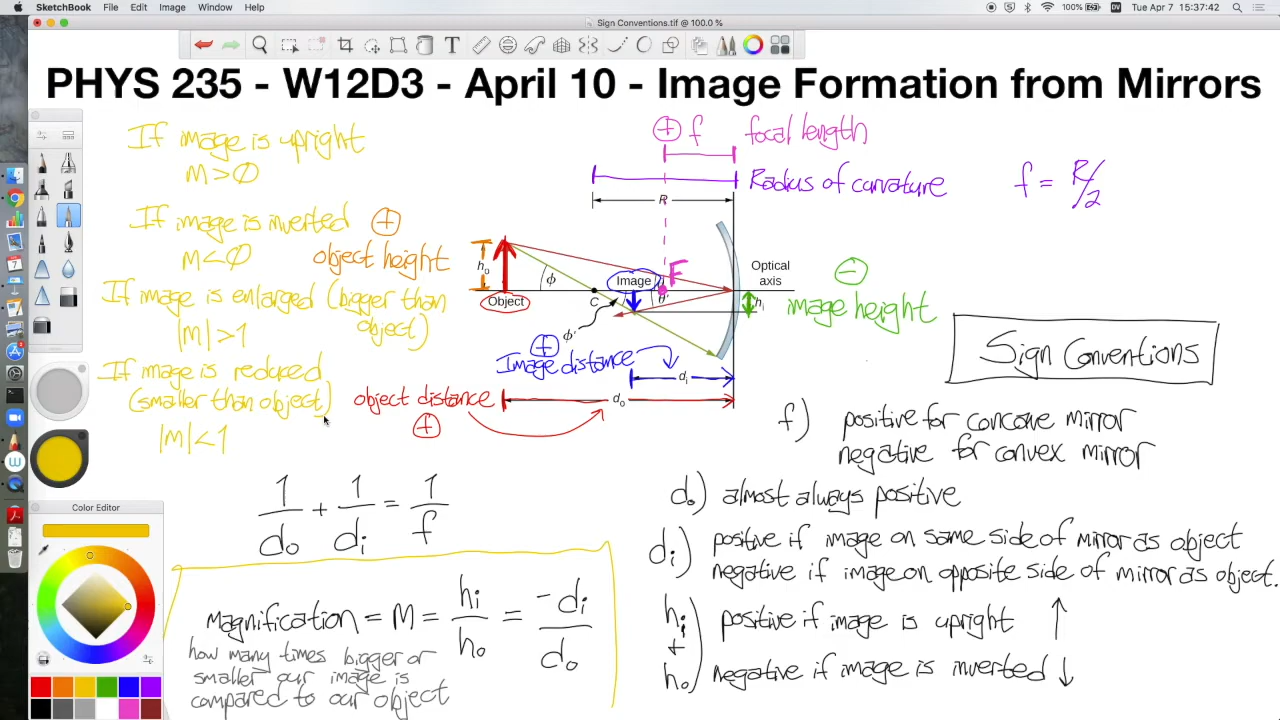 SketchBook File Edit Image Window Help
100% Tue Apr 7 15:37:42
Sign Conventions.tif @ 100.0 %
PHYS 235 - W12D3 - April 10 - Image Formation from Mirrors
If image is upright
m > 0
If image is inverted
m < 0
If image is enlarged (bigger than
object)
|m| > 1
If image is reduced
(smaller than object)
|m| < 1
+ object height
+ f focal length
Radius of curvature
f = R/2
R
h₀
ϕ
Object
C
Image
F
θ'
ϕ'
Optical
axis
hᵢ
− image height
+ Image distance
dᵢ
object distance
+
d₀
Sign Conventions
f) positive for concave mirror
negative for convex mirror
d₀) almost always positive
dᵢ) positive if image on same side of mirror as object
negative if image on opposite side of mirror as object.
hᵢ + h₀) positive if image is upright ↑
negative if image is inverted ↓
1/d₀ + 1/dᵢ = 1/f
magnification = M = hᵢ/h₀ = -dᵢ/d₀
how many times bigger or
smaller our image is
compared to our object
Color Editor